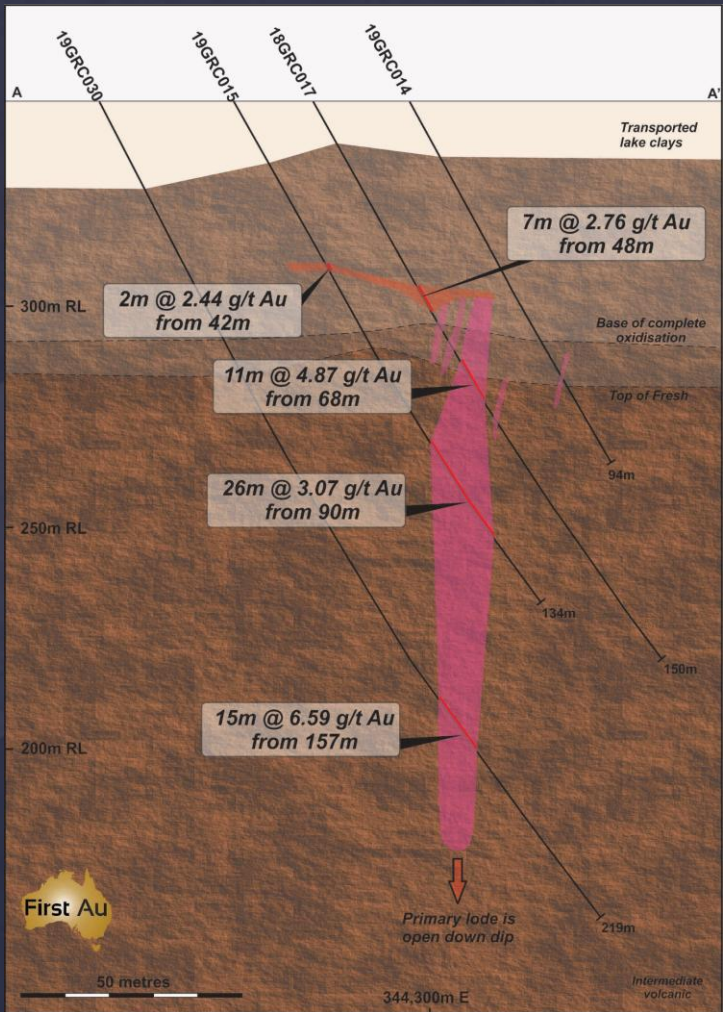 19GRC030
19GRC015
18GRC017
19GRC014
A
A'
Transported
lake clays
7m @ 2.76 g/t Au
from 48m
2m @ 2.44 g/t Au
from 42m
300m RL
Base of complete
oxidisation
11m @ 4.87 g/t Au
from 68m
Top of Fresh
94m
26m @ 3.07 g/t Au
from 90m
250m RL
134m
150m
15m @ 6.59 g/t Au
from 157m
200m RL
First Au
Primary lode is
open down dip
219m
50 metres
344,300m E
Intermediate
volcanic